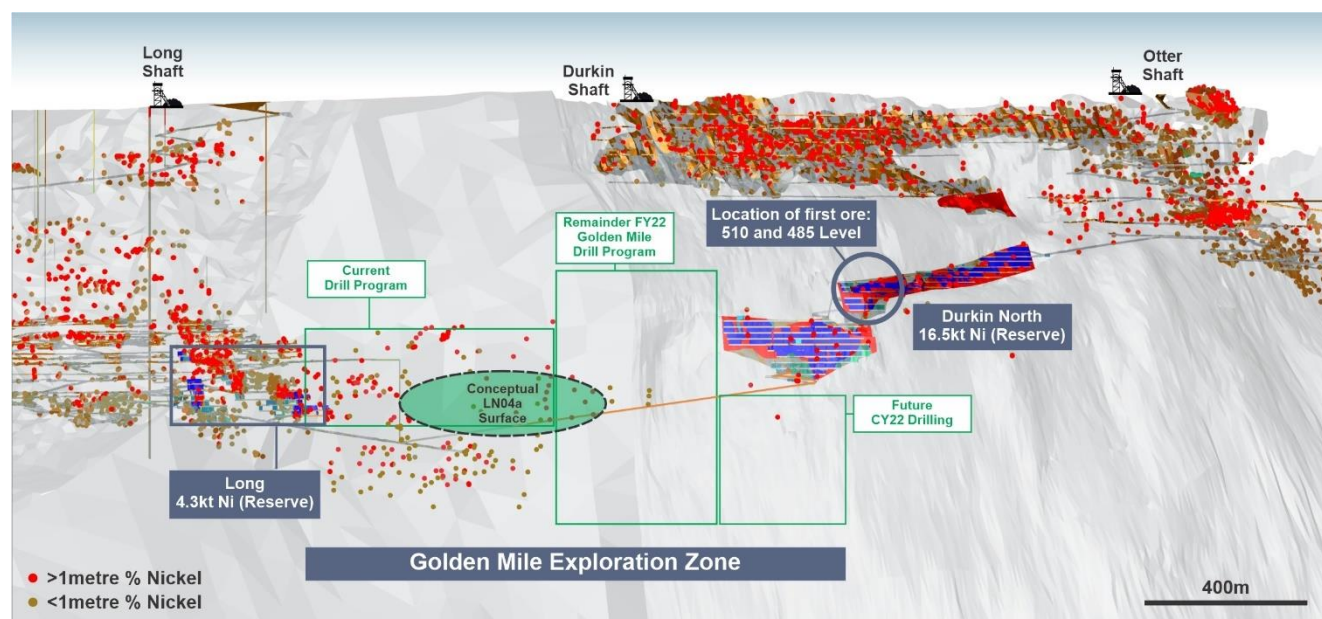 Long
Shaft
Durkin
Shaft
Otter
Shaft
Remainder FY22
Golden Mile
Drill Program
Location of first ore:
510 and 485 Level
Current
Drill Program
Durkin North
16.5kt Ni (Reserve)
Conceptual
LN04a
Surface
Future
CY22 Drilling
Long
4.3kt Ni (Reserve)
Golden Mile Exploration Zone
>1metre % Nickel
<1metre % Nickel
400m